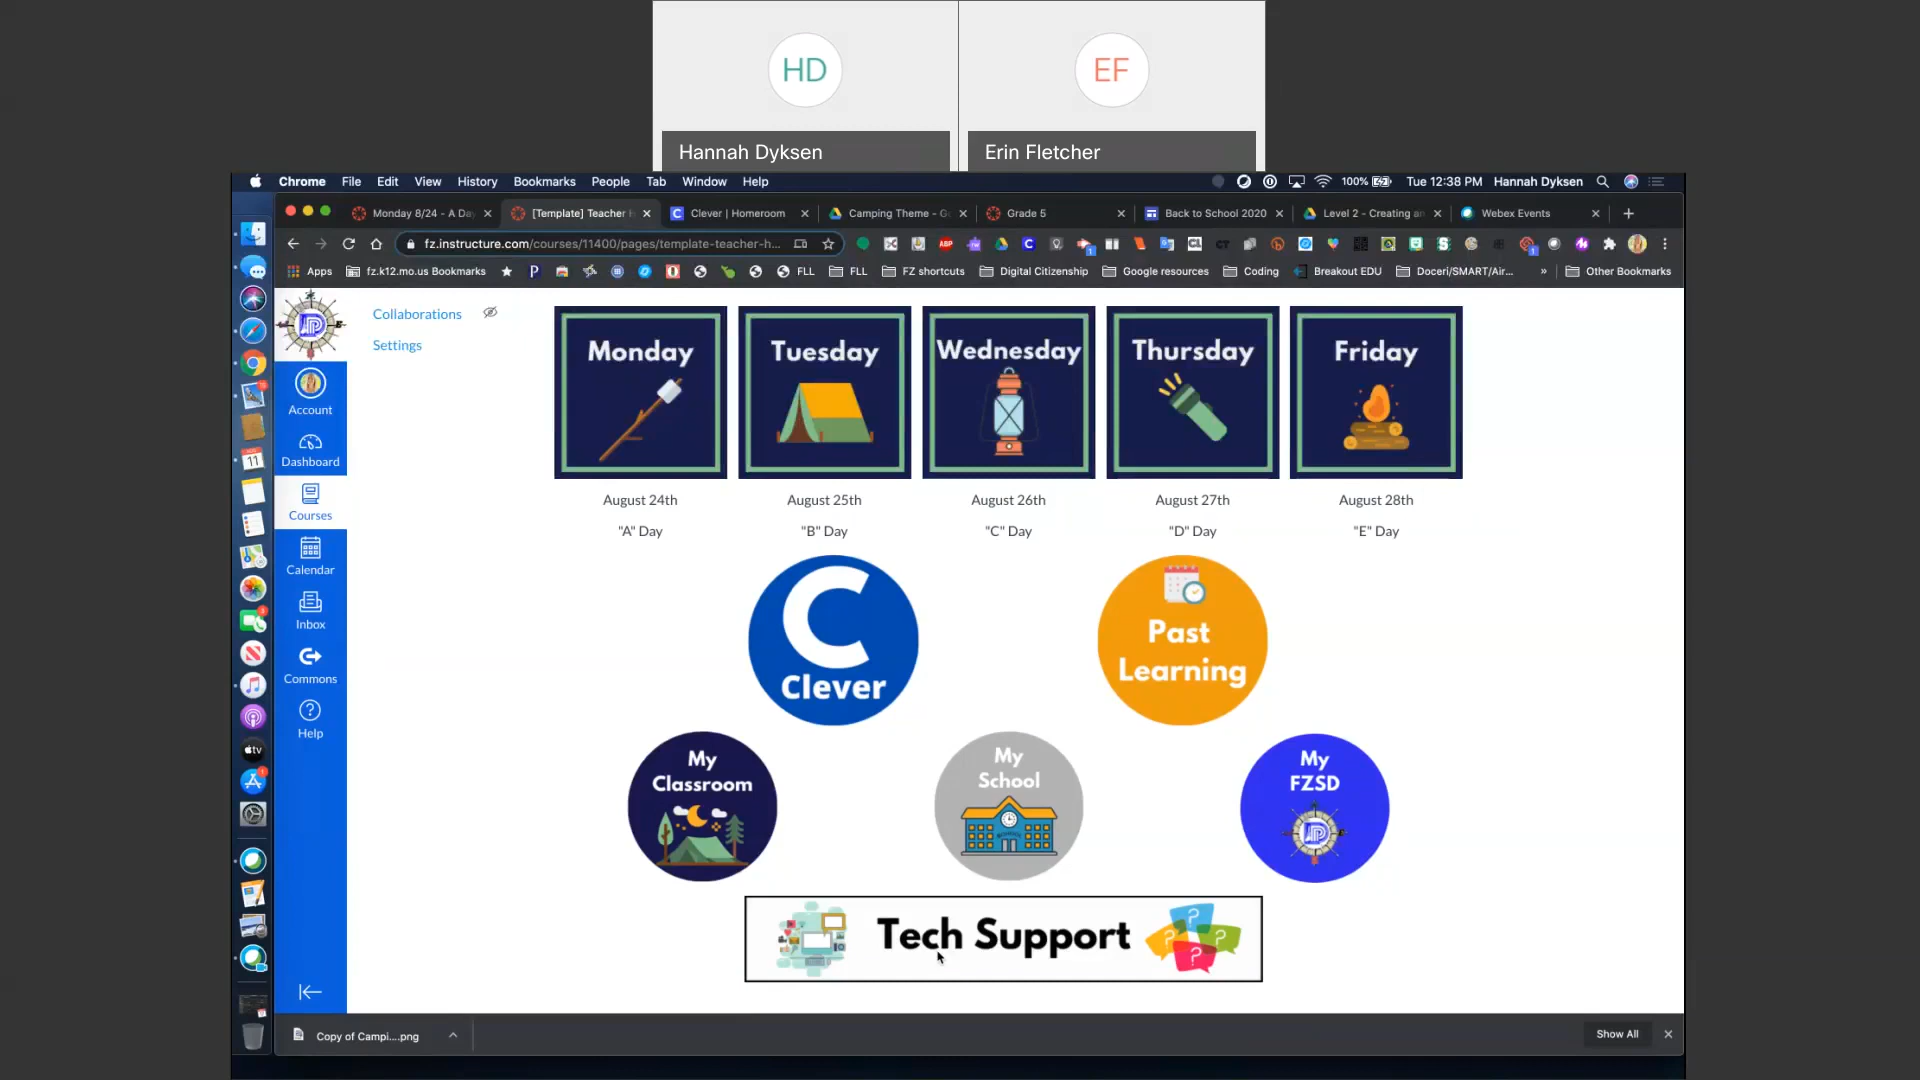 HD
EF
Hannah Dyksen
Erin Fletcher
Chrome File Edit View History Bookmarks People Tab Window Help
100% Tue 12:38 PM Hannah Dyksen
Monday 8/24 - A Day
[Template] Teacher
Clever | Homeroom
Camping Theme - G
Grade 5
Back to School 2020
Level 2 - Creating an
Webex Events
fz.instructure.com/courses/11400/pages/template-teacher-h...
Apps fz.k12.mo.us Bookmarks FLL FLL FZ shortcuts Digital Citizenship Google resources Coding Breakout EDU Doceri/SMART/Air... » Other Bookmarks
Account
Dashboard
Courses
Calendar
Inbox
Commons
Help
Collaborations
Settings
Monday
Tuesday
Wednesday
Thursday
Friday
August 24th
August 25th
August 26th
August 27th
August 28th
"A" Day
"B" Day
"C" Day
"D" Day
"E" Day
C
Clever
Past
Learning
My
Classroom
My
School
SCHOOL
My
FZSD
Tech Support
Copy of Campi....png
Show All